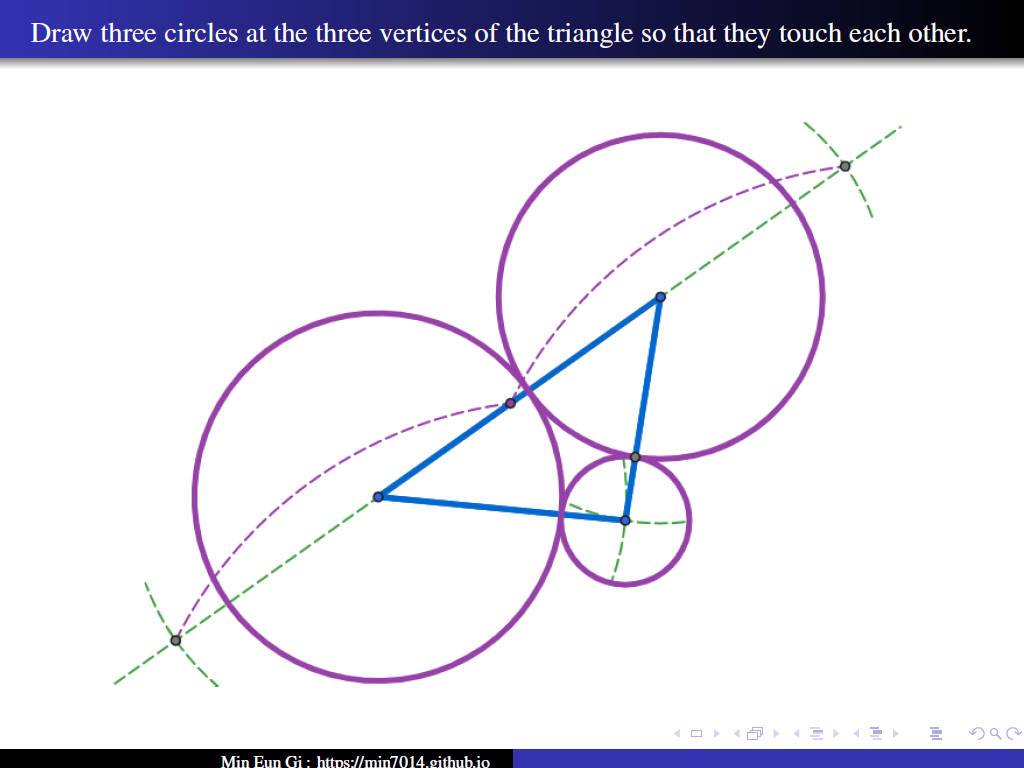 Draw three circles at the three vertices of the triangle so that they touch each other.
Min Eun Gi : https://min7014.github.io